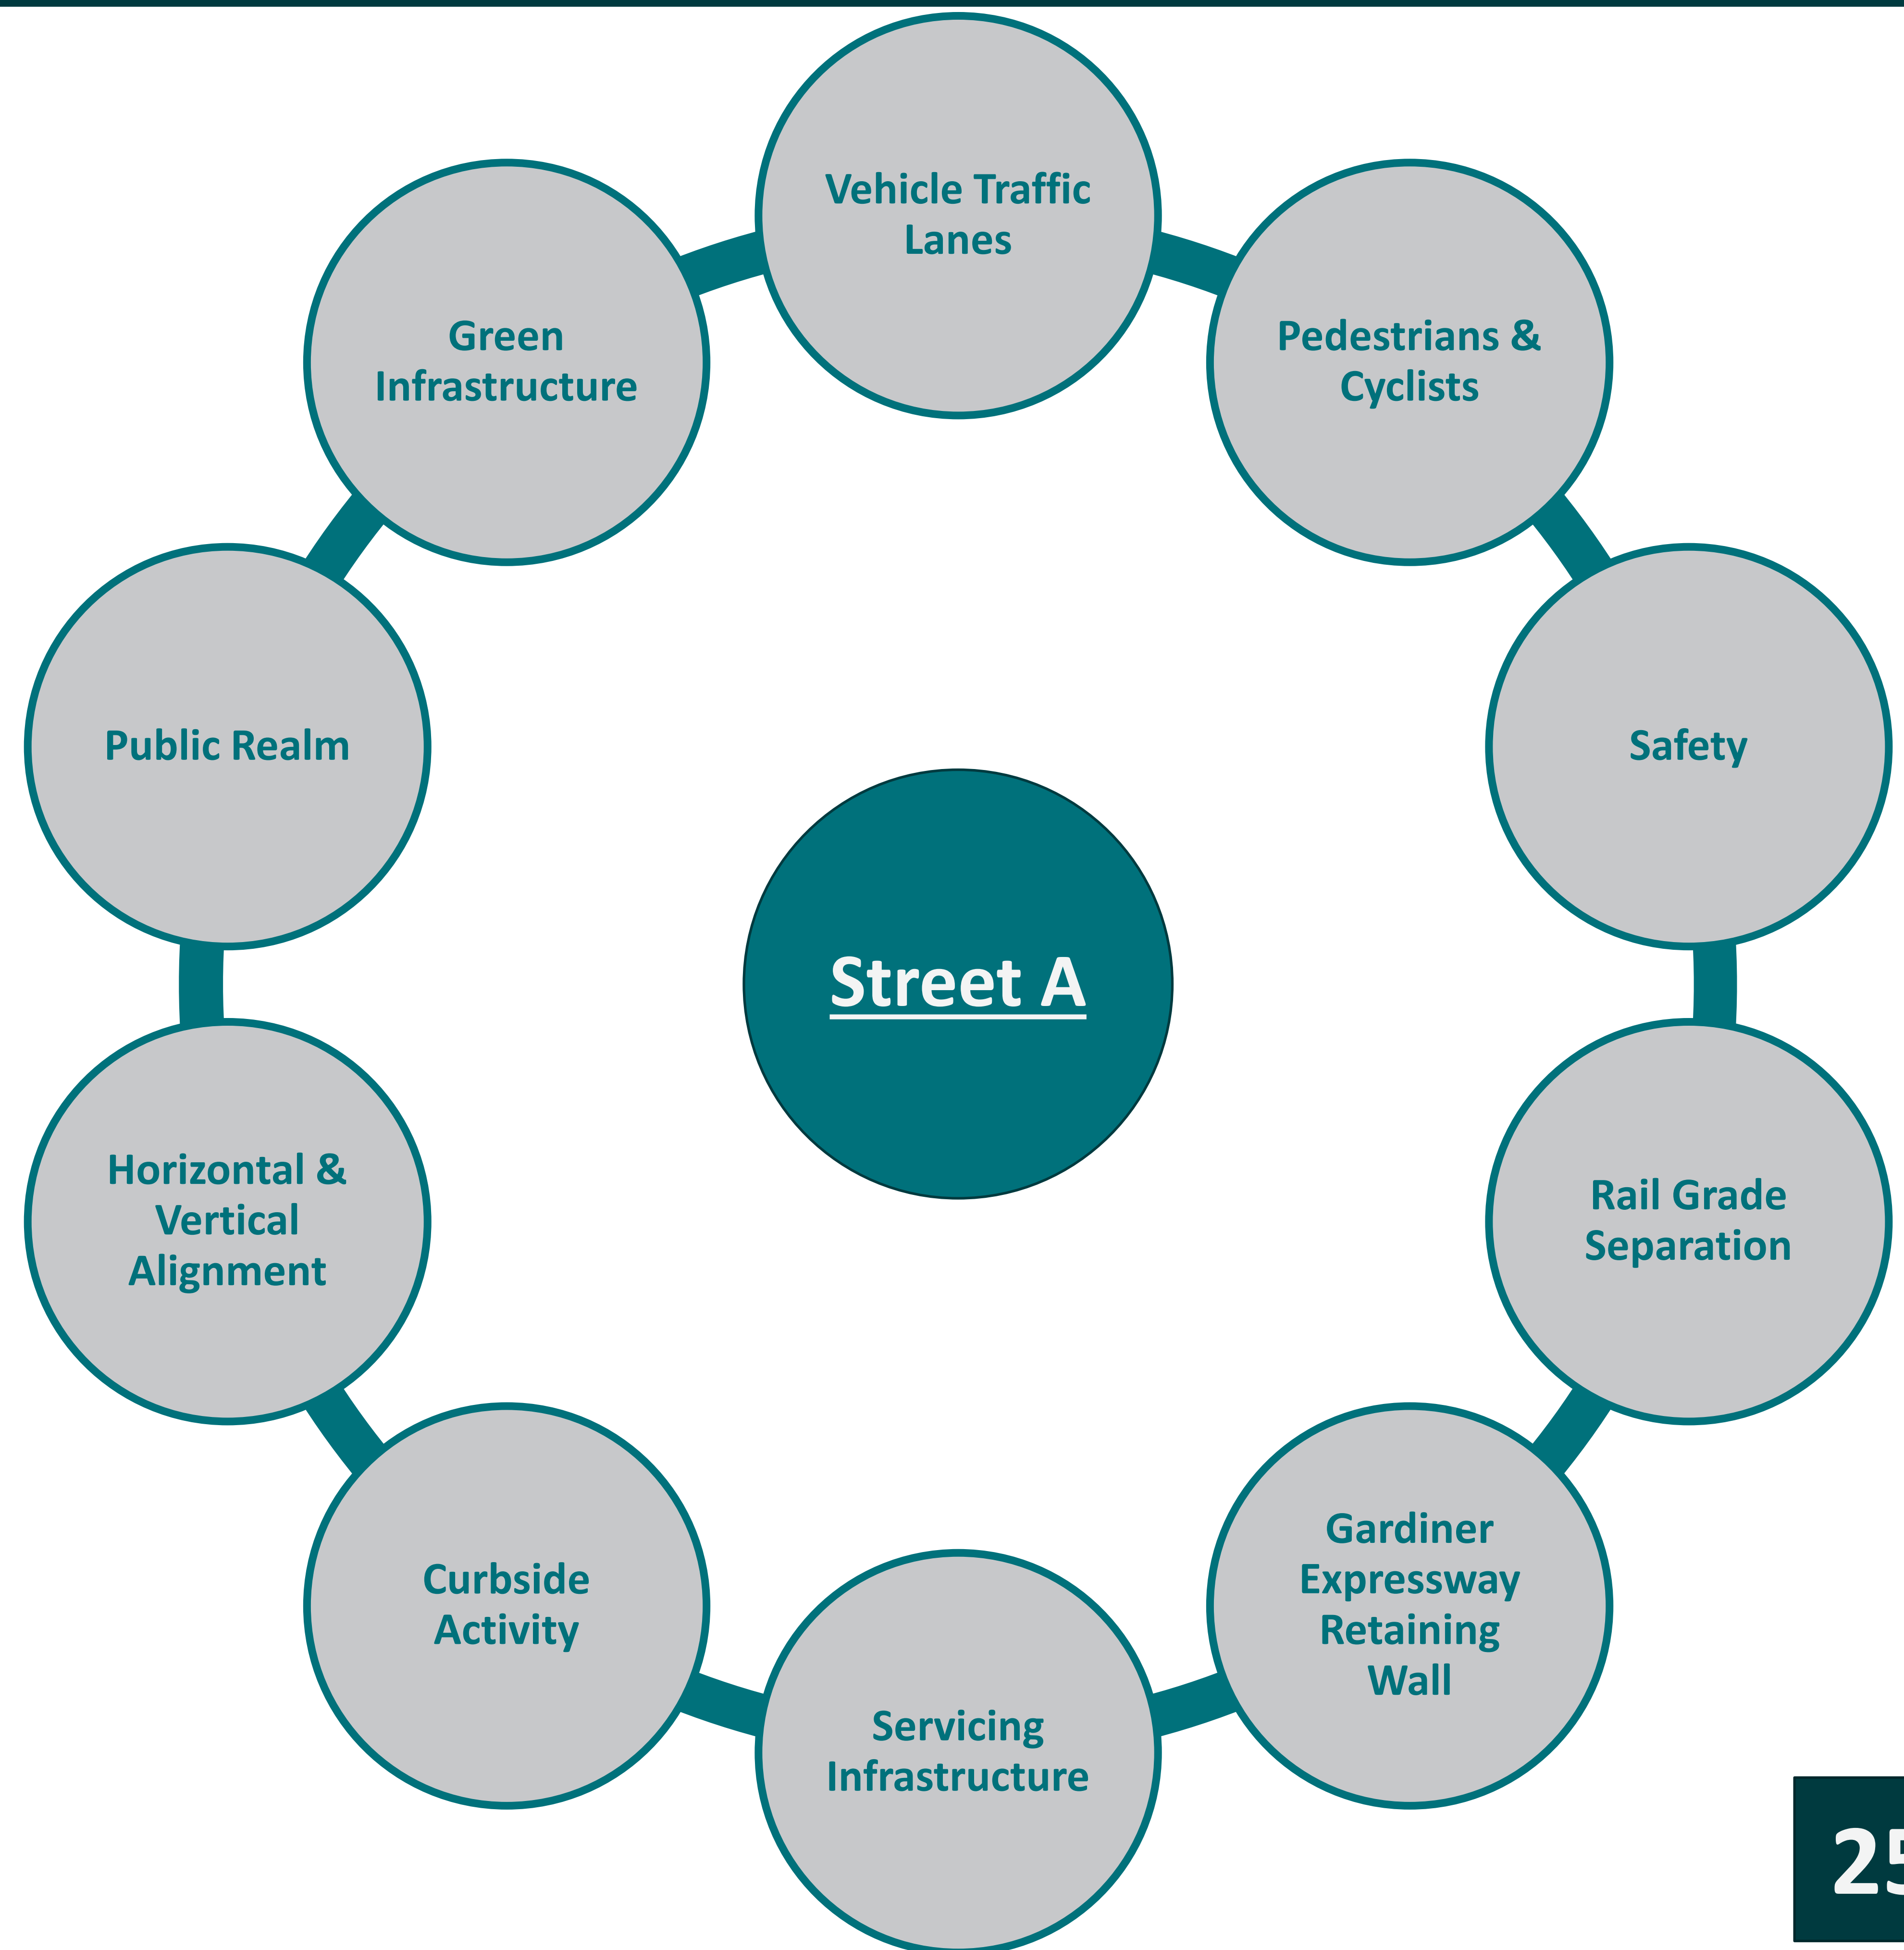 Vehicle Traffic
Lanes
Pedestrians &
Cyclists
Safety
Rail Grade
Separation
Gardiner
Expressway
Retaining
Wall
Servicing
Infrastructure
Curbside
Activity
Horizontal &
Vertical
Alignment
Public Realm
Green
Infrastructure
Street A
25